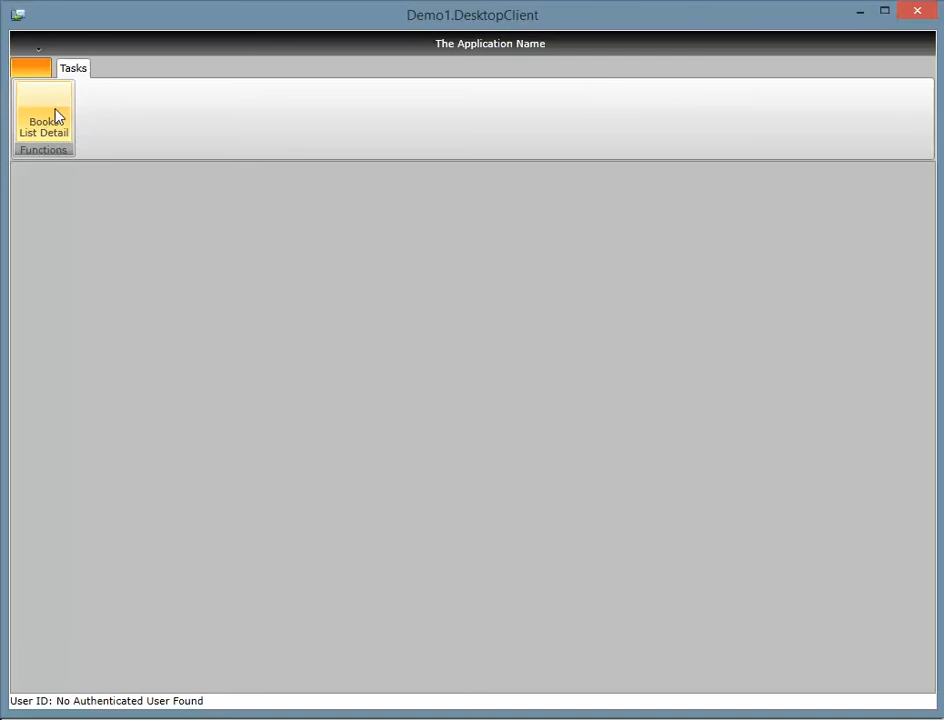 Demo1.DesktopClient
The Application Name
Tasks
Books
List Detail
Functions
User ID: No Authenticated User Found